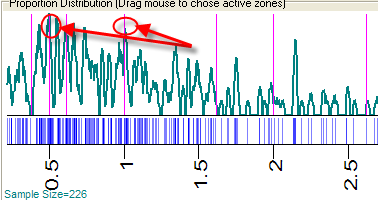 Proportion Distribution (Drag mouse to chose active zones)
0.5 1 1.5 2 2.5
Sample Size=226